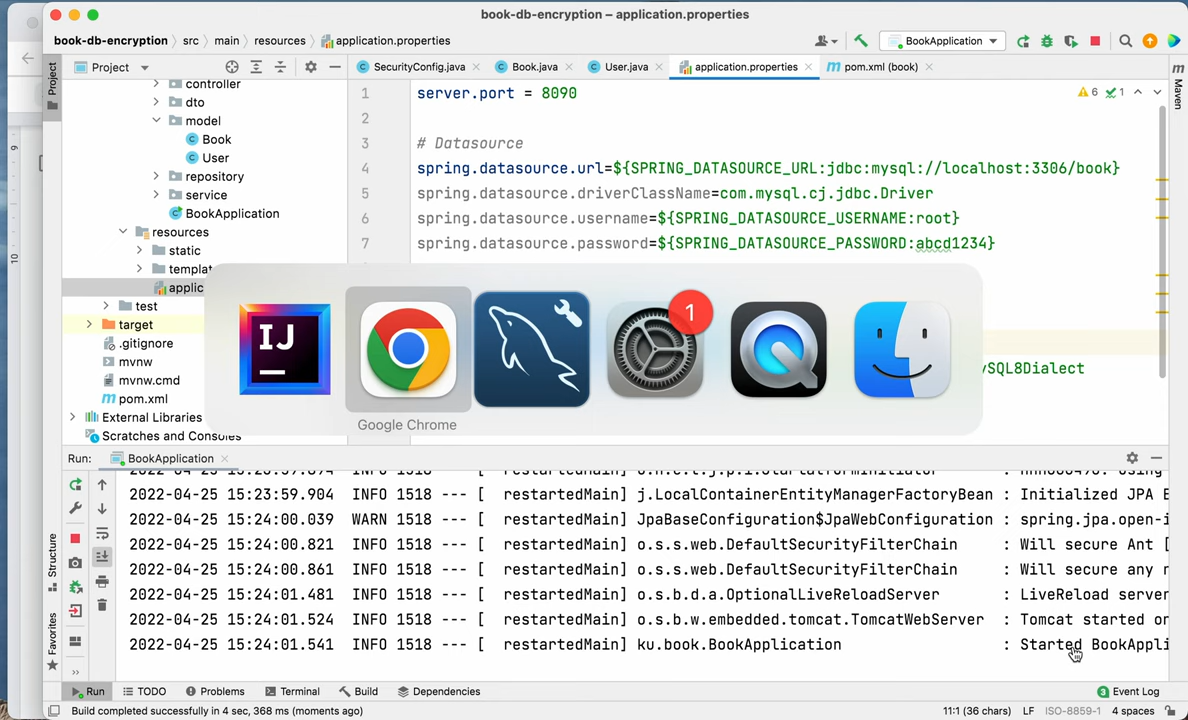 book-db-encryption – application.properties
book-db-encryption src main resources application.properties BookApplication
Project SecurityConfig.java Book.java User.java application.properties pom.xml (book) Maven
Project
controller
dto
model
Book
User
repository
service
BookApplication
resources
static
templat
applic
test
target
.gitignore
mvnw
mvnw.cmd
pom.xml
External Libraries
Scratches and Consoles
1 server.port = 8090
6 1
2
3 # Datasource
4 spring.datasource.url=${SPRING_DATASOURCE_URL:jdbc:mysql://localhost:3306/book}
5 spring.datasource.driverClassName=com.mysql.cj.jdbc.Driver
6 spring.datasource.username=${SPRING_DATASOURCE_USERNAME:root}
7 spring.datasource.password=${SPRING_DATASOURCE_PASSWORD:abcd1234}
ySQL8Dialect
9
10
IJ
1
Google Chrome
Run: BookApplication
2022-04-25 15:23:59.904 INFO 1518 --- [ restartedMain] j.LocalContainerEntityManagerFactoryBean : Initialized JPA E
2022-04-25 15:24:00.039 WARN 1518 --- [ restartedMain] JpaBaseConfiguration$JpaWebConfiguration : spring.jpa.open-i
2022-04-25 15:24:00.821 INFO 1518 --- [ restartedMain] o.s.s.web.DefaultSecurityFilterChain : Will secure Ant [
2022-04-25 15:24:00.861 INFO 1518 --- [ restartedMain] o.s.s.web.DefaultSecurityFilterChain : Will secure any r
2022-04-25 15:24:01.481 INFO 1518 --- [ restartedMain] o.s.b.d.a.OptionalLiveReloadServer : LiveReload server
2022-04-25 15:24:01.524 INFO 1518 --- [ restartedMain] o.s.b.w.embedded.tomcat.TomcatWebServer : Tomcat started on
2022-04-25 15:24:01.541 INFO 1518 --- [ restartedMain] ku.book.BookApplication : Started BookAppli
Structure
Favorites
Run TODO Problems Terminal Build Dependencies 3 Event Log
Build completed successfully in 4 sec, 368 ms (moments ago) 11:1 (36 chars) LF ISO-8859-1 4 spaces